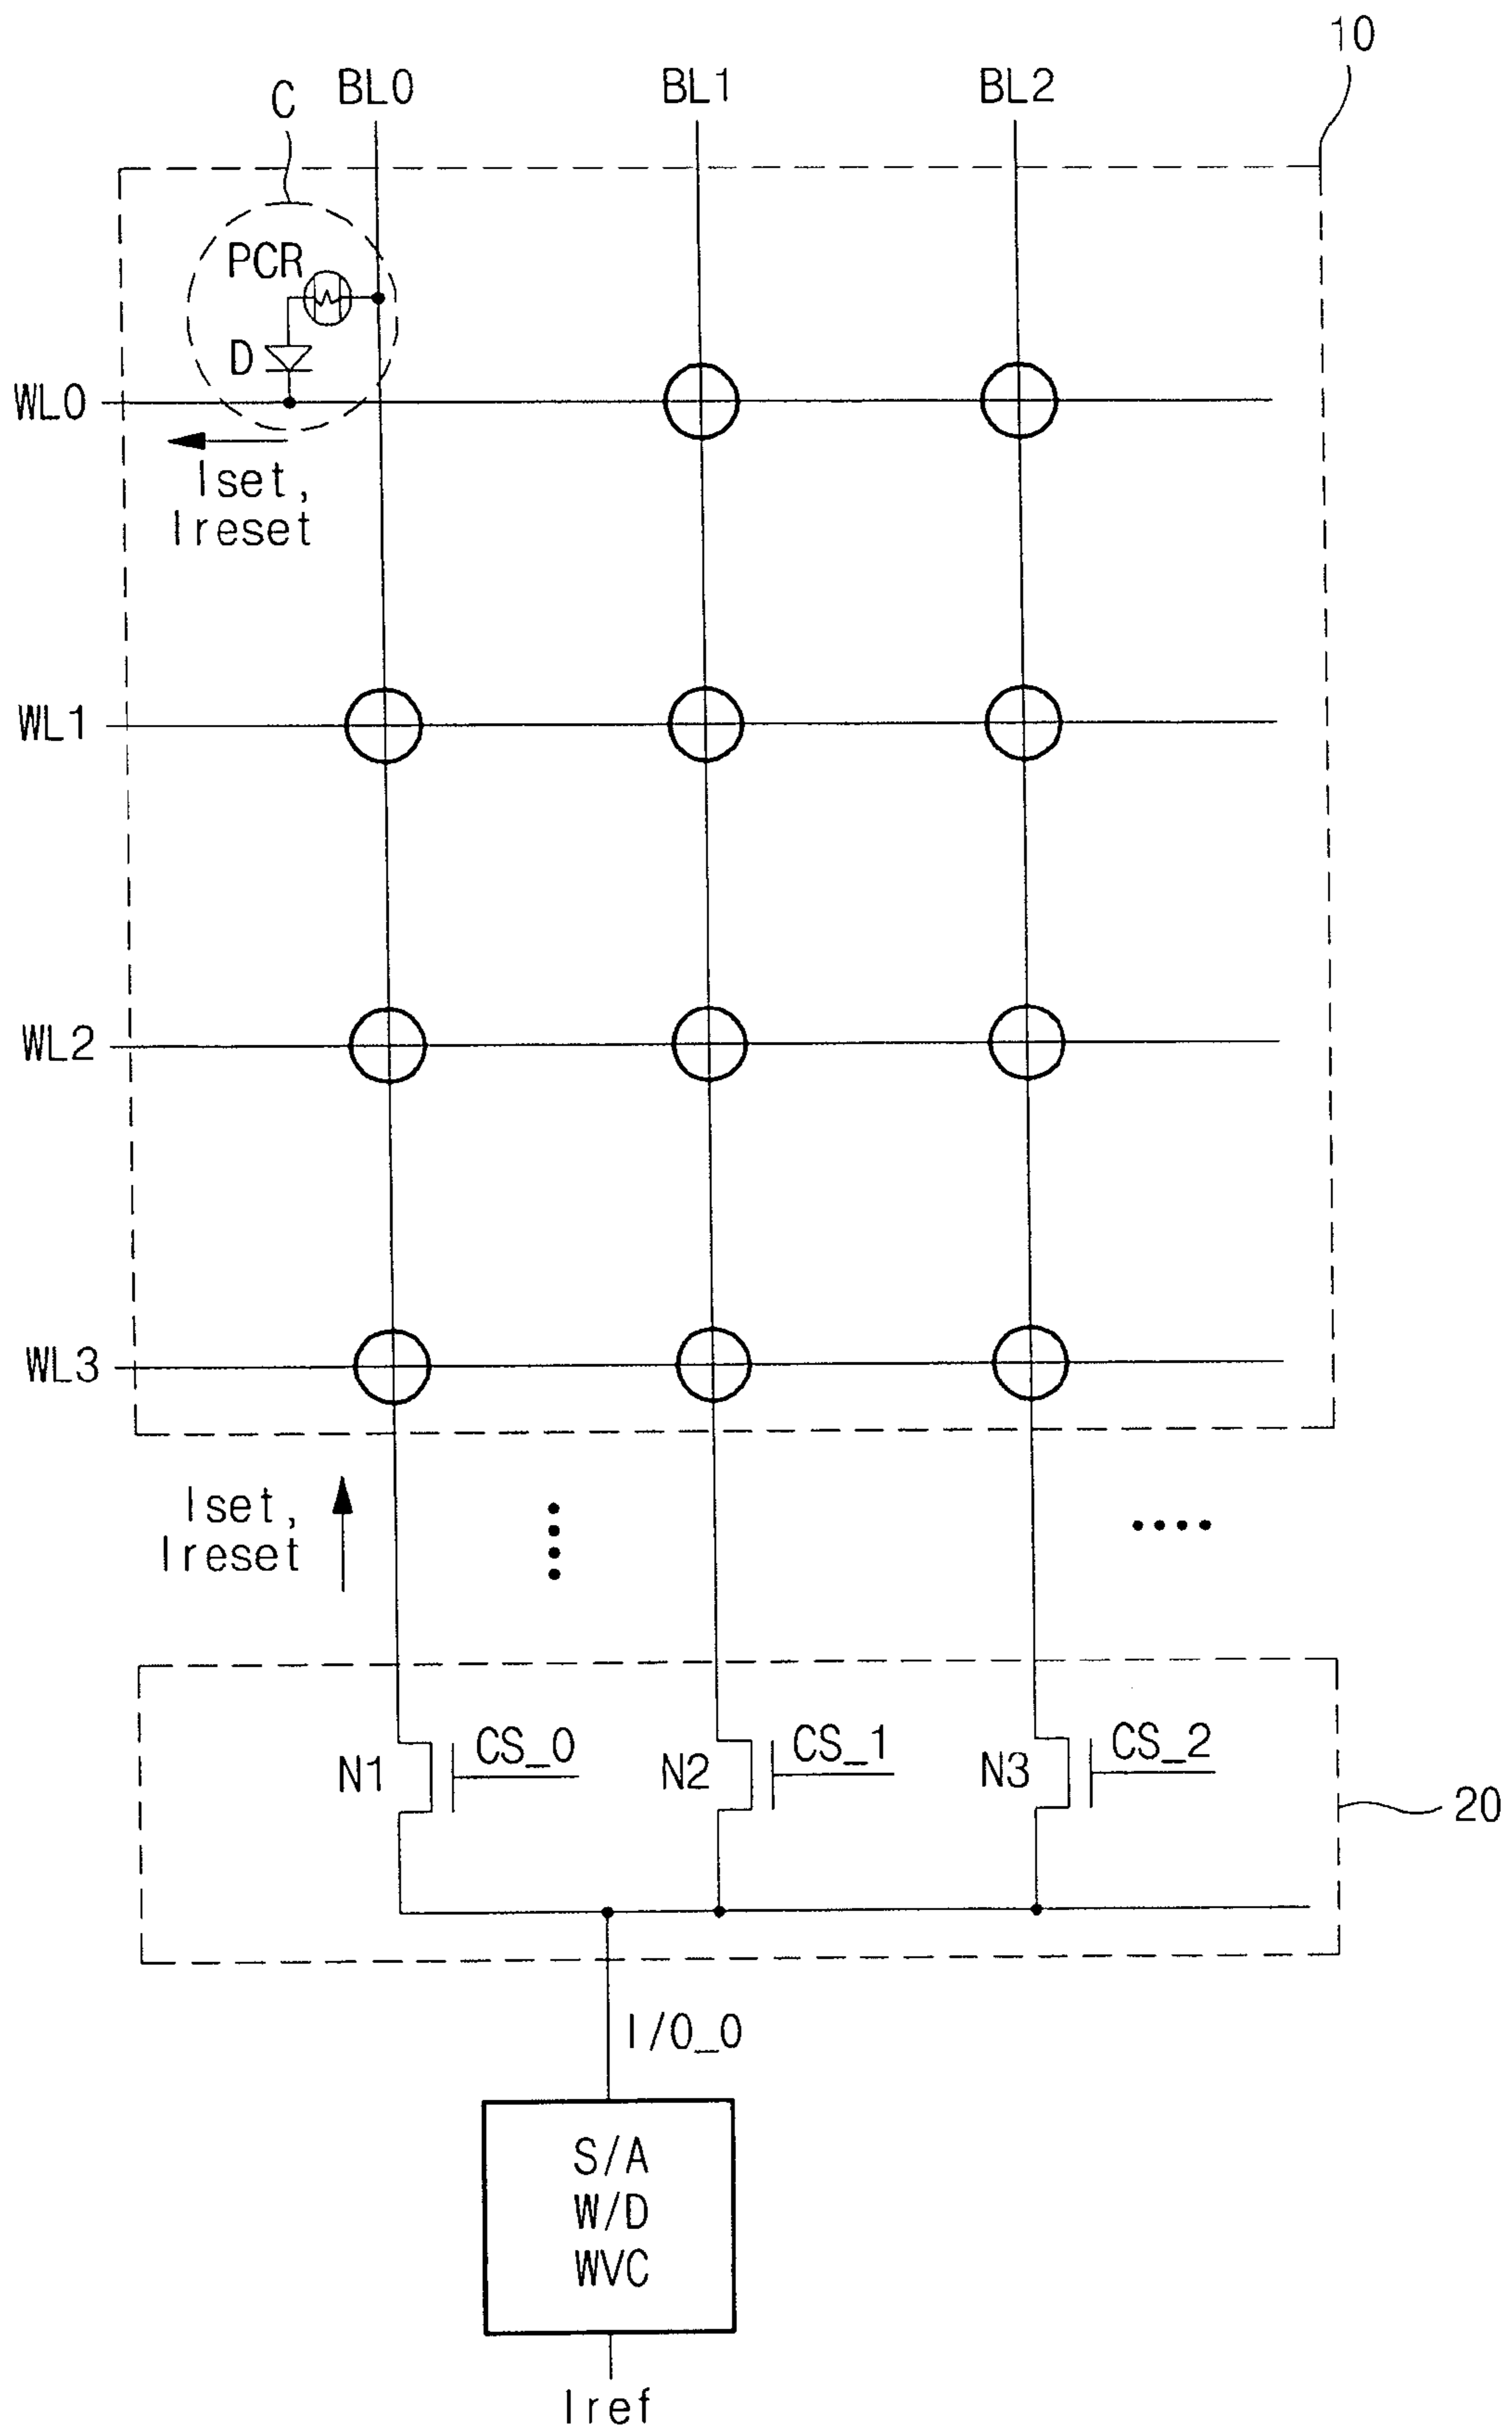 10
C
BL0
BL1
BL2
PCR
D
WL0
Iset,
Ireset
WL1
WL2
WL3
Iset,
Ireset
N1
CS_0
N2
CS_1
N3
CS_2
20
I/O_0
S/A
W/D
WVC
Iref